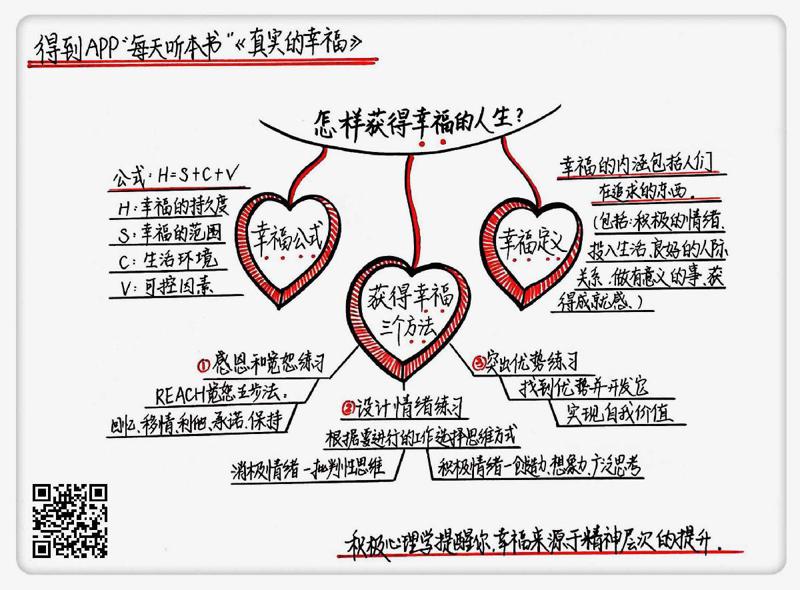 得到APP“每天听本书”《真实的幸福》
怎样获得幸福的人生？
公式：H=S+C+V
H：幸福的持久度
S：幸福的范围
C：生活环境
V：可控因素
幸福公式
获得幸福
三个方法
幸福定义
幸福的内涵包括人们
在追求的东西.
(包括：积极的情绪.
投入生活.良好的人际
关系.做有意义的事.获
得成就感.)
①感恩和宽恕练习
REACH宽恕五步法.
回忆.移情.利他.承诺.保持
②设计情绪练习
根据要进行的工作选择思维方式
消极情绪—批判性思维
积极情绪—创造力.想象力.广泛思考
③突出优势练习
找到优势并开发它
实现自我价值
积极心理学提醒你,幸福来源于精神层次的提升.